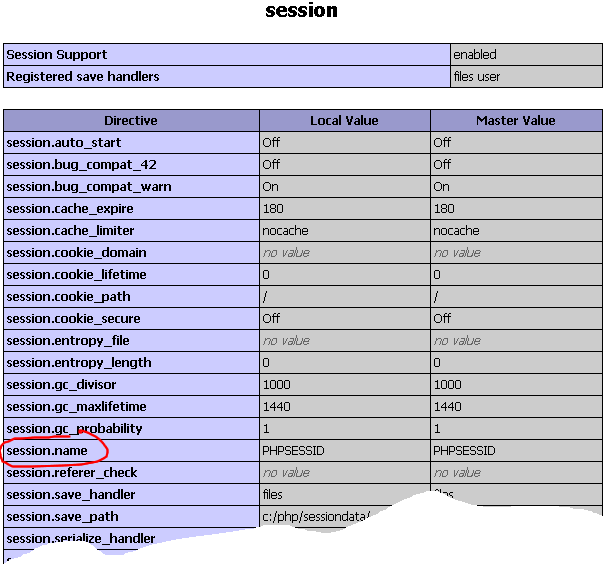 session
Session Support enabled
Registered save handlers files user
Directive Local Value Master Value
session.auto_start Off Off
session.bug_compat_42 Off Off
session.bug_compat_warn On On
session.cache_expire 180 180
session.cache_limiter nocache nocache
session.cookie_domain no value no value
session.cookie_lifetime 0 0
session.cookie_path / /
session.cookie_secure Off Off
session.entropy_file no value no value
session.entropy_length 0 0
session.gc_divisor 1000 1000
session.gc_maxlifetime 1440 1440
session.gc_probability 1 1
session.name PHPSESSID PHPSESSID
session.referer_check no value no value
session.save_handler files files
session.save_path c:/php/sessiondata/
session.serialize_handler